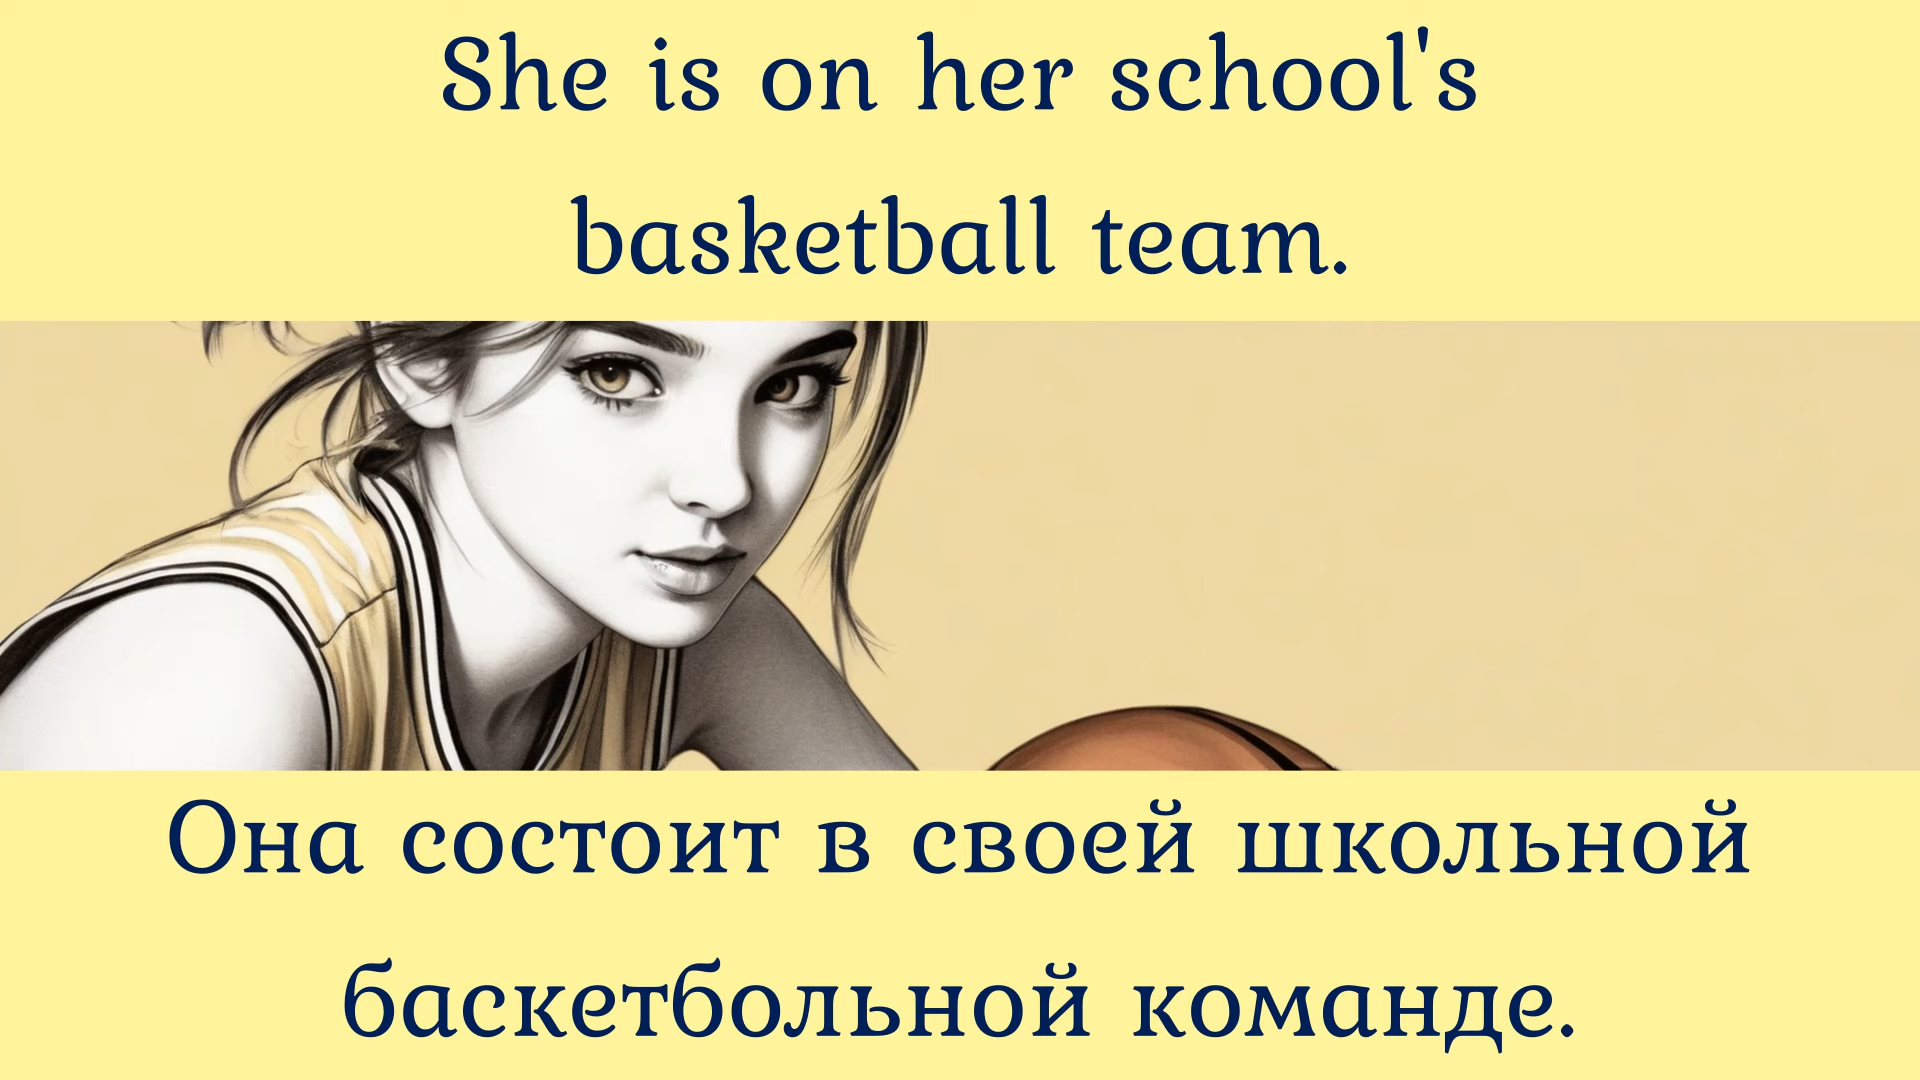 She is on her school's
basketball team.
Она состоит в своей школьной
баскетбольной команде.